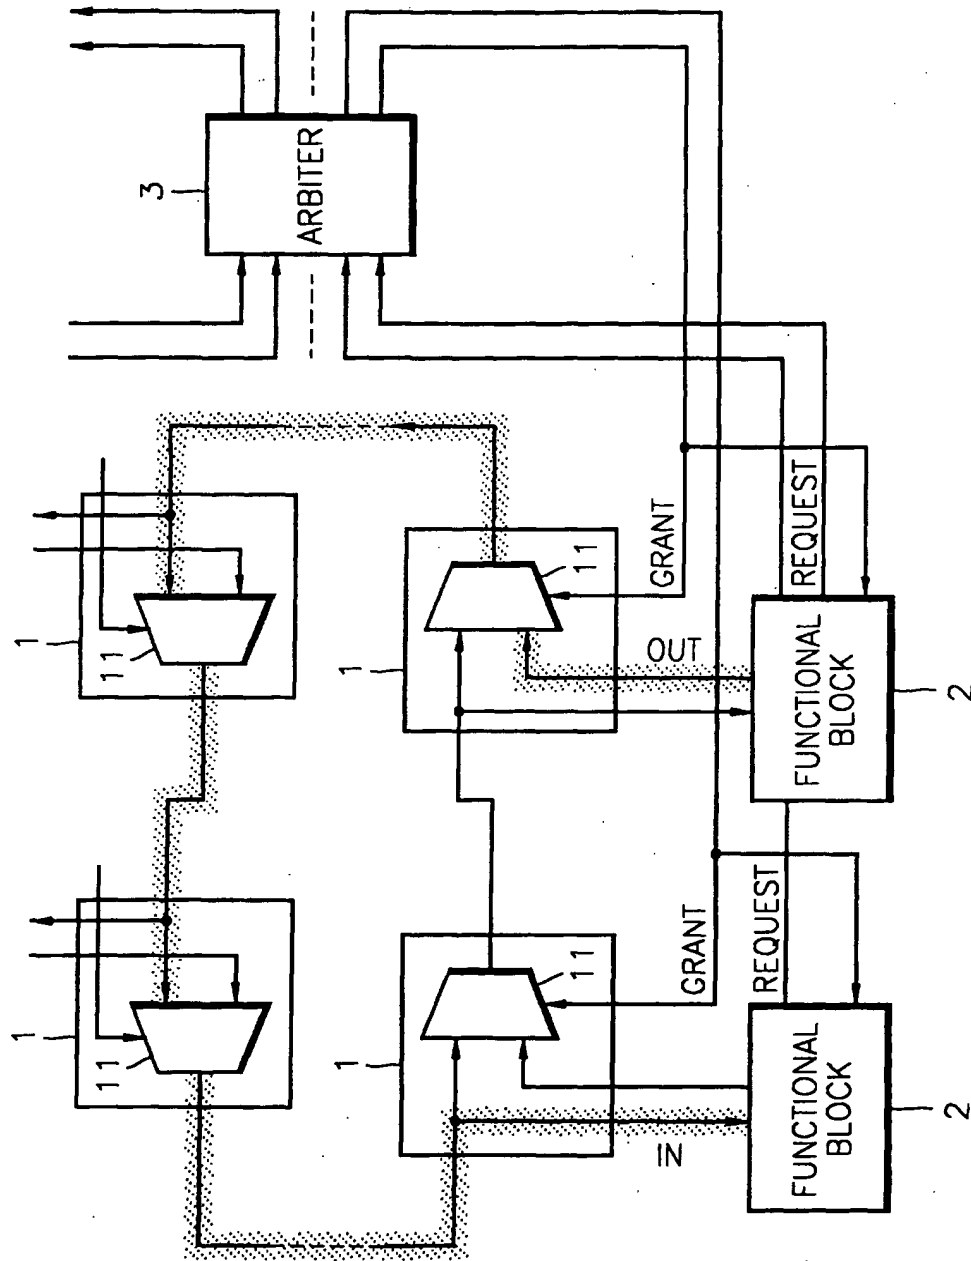 3
ARBITER
1
11
1
11
1
11
GRANT
REQUEST
OUT
FUNCTIONAL
BLOCK
2
1
11
GRANT
REQUEST
IN
FUNCTIONAL
BLOCK
2